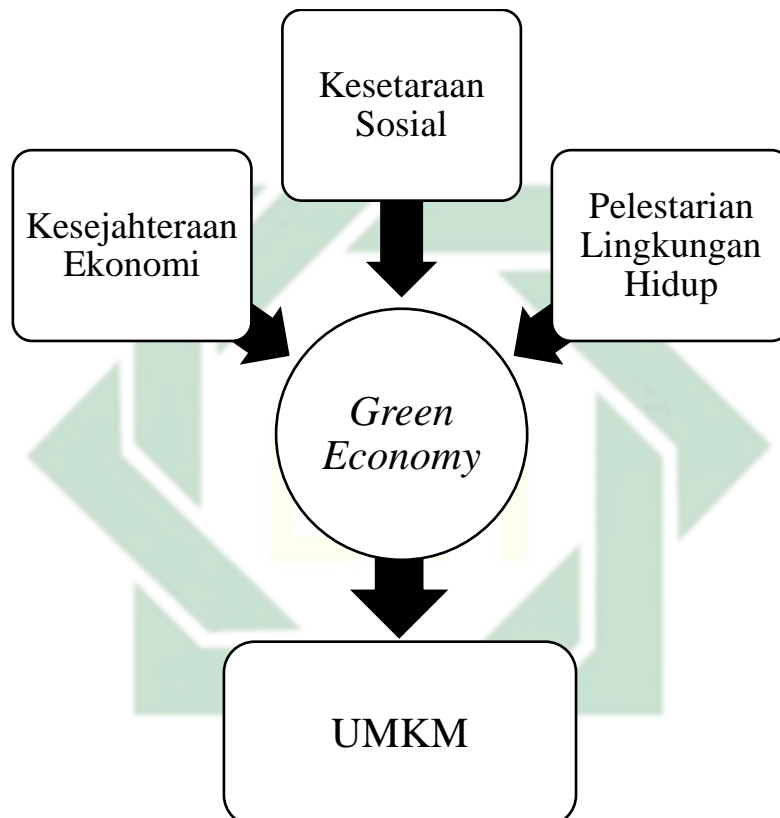 Kesetaraan
Sosial
Kesejahteraan
Ekonomi
Pelestarian
Lingkungan
Hidup
Green
Economy
UMKM